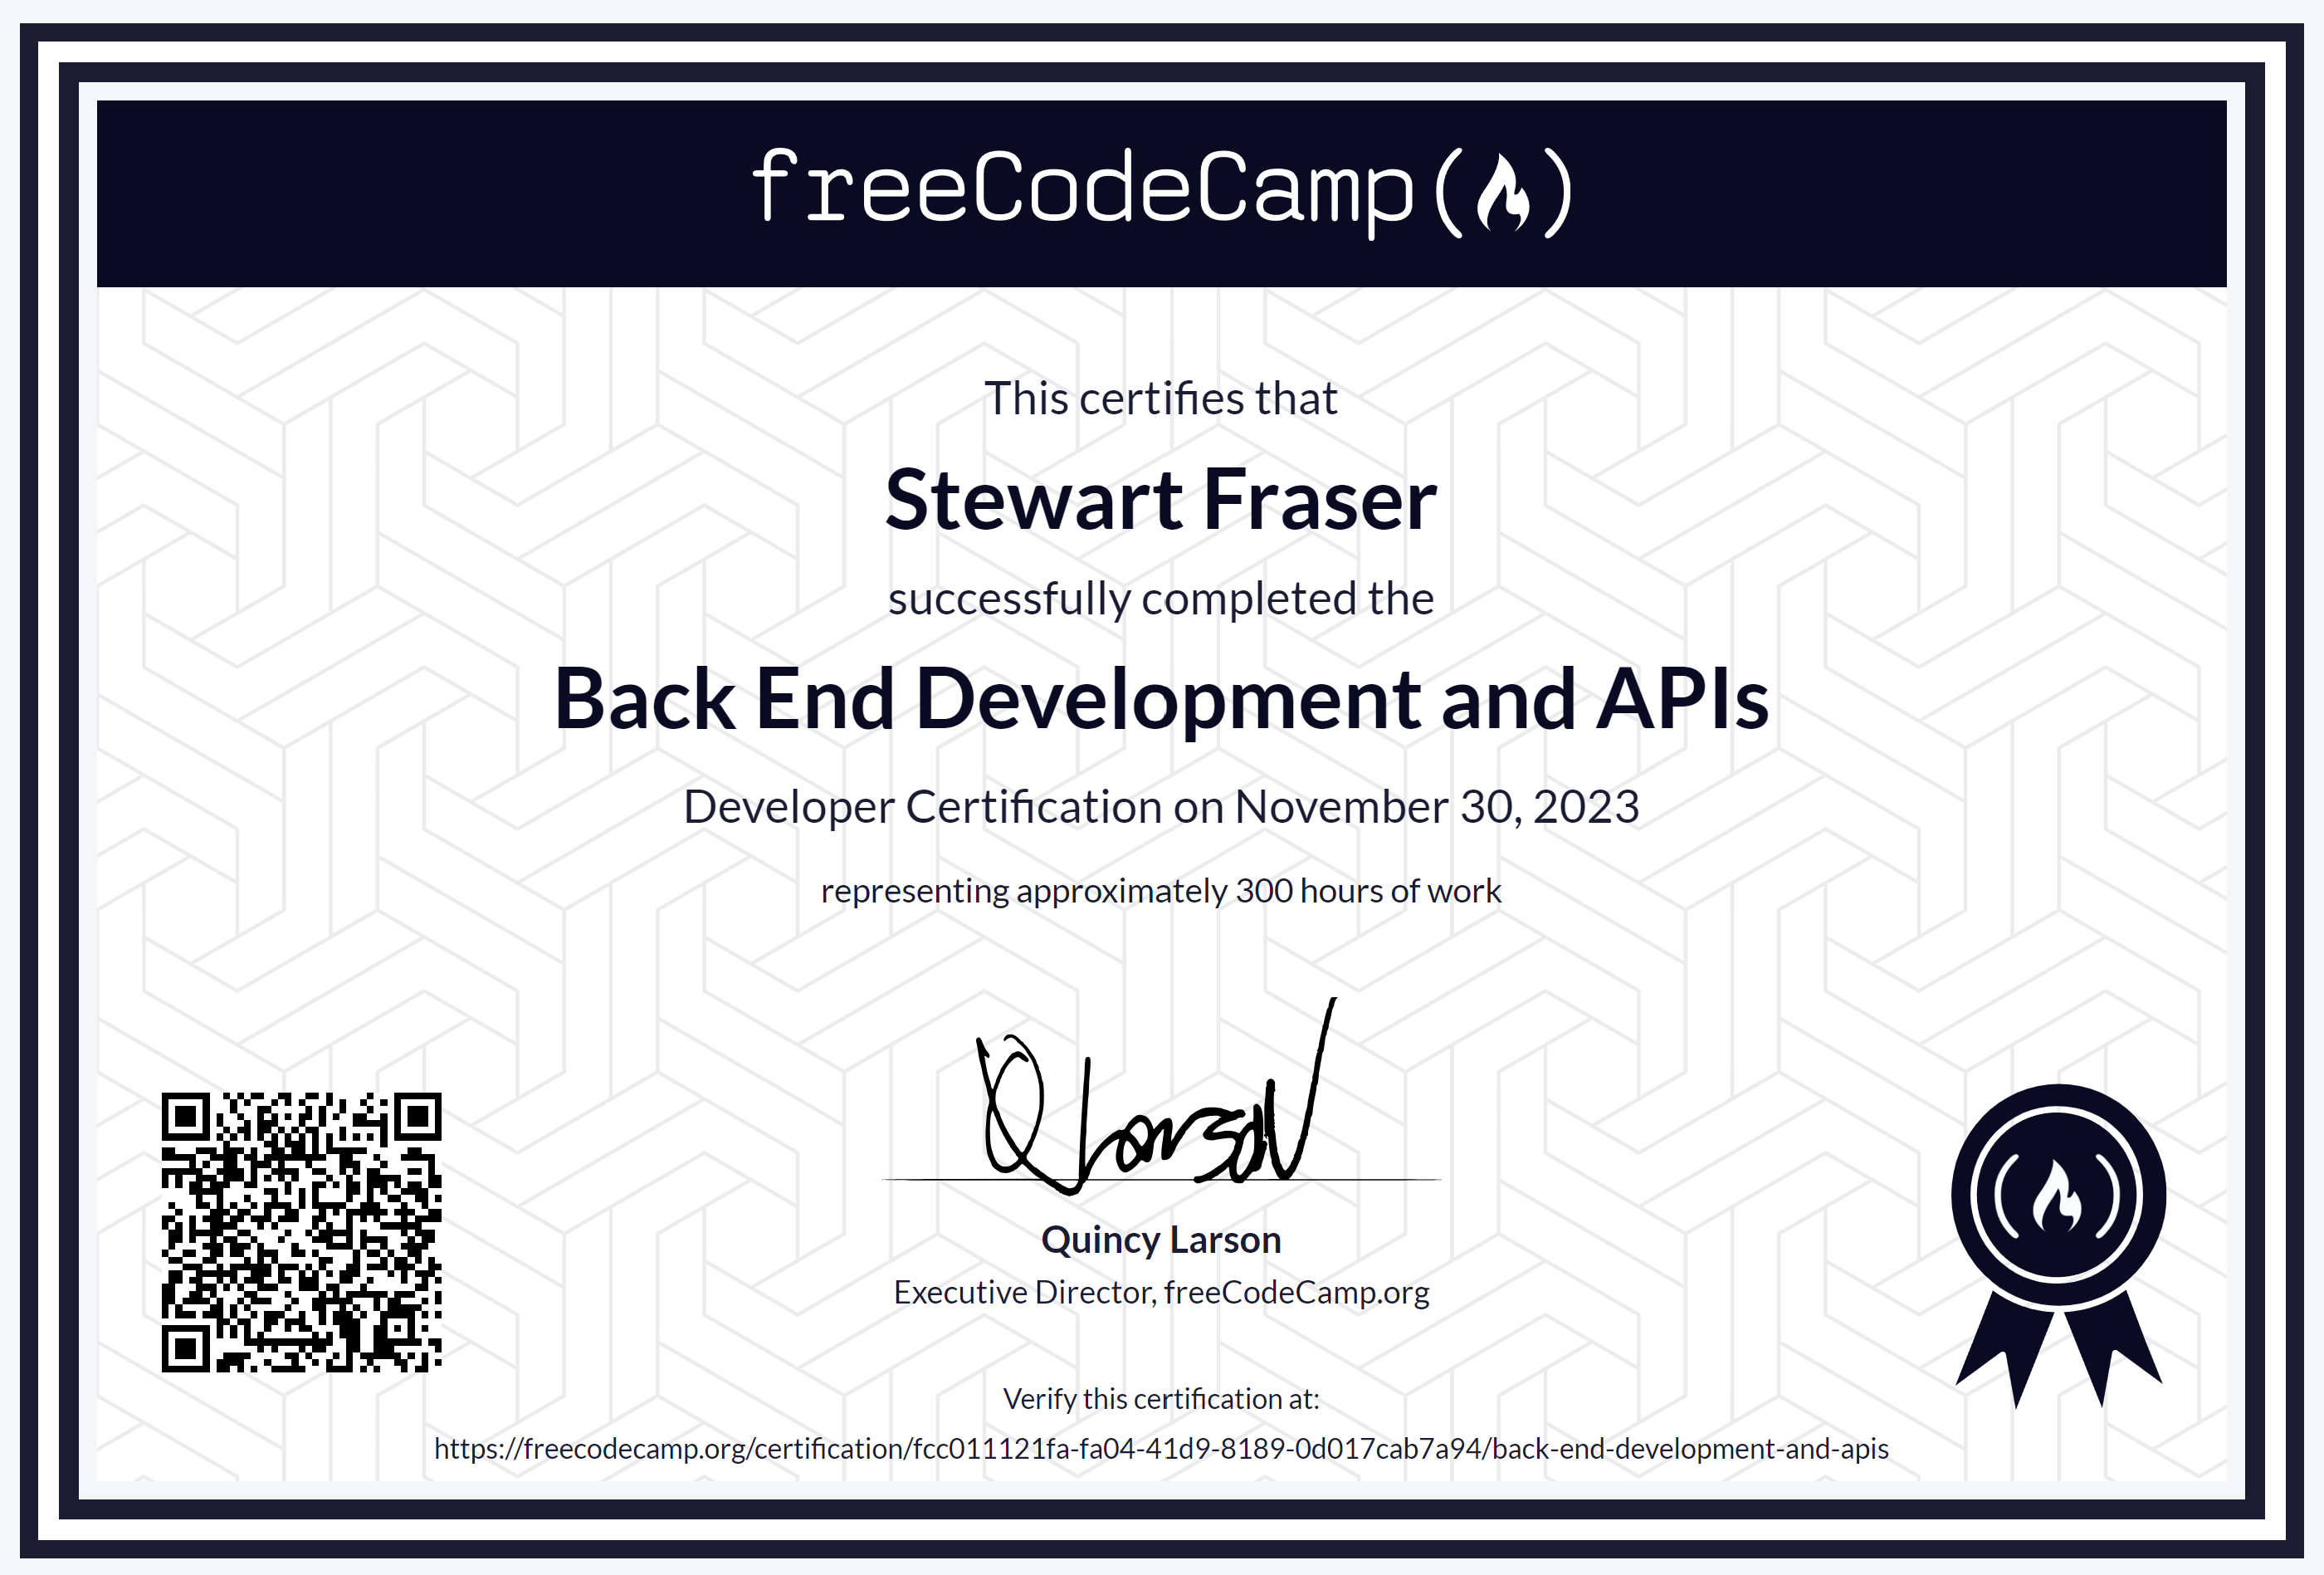 freeCodeCamp
This certifies that
Stewart Fraser
successfully completed the
Back End Development and APIs
Developer Certification on November 30, 2023
representing approximately 300 hours of work
Quincy Larson
Executive Director, freeCodeCamp.org
Verify this certification at:
https://freecodecamp.org/certification/fcc011121fa-fa04-41d9-8189-0d017cab7a94/back-end-development-and-apis